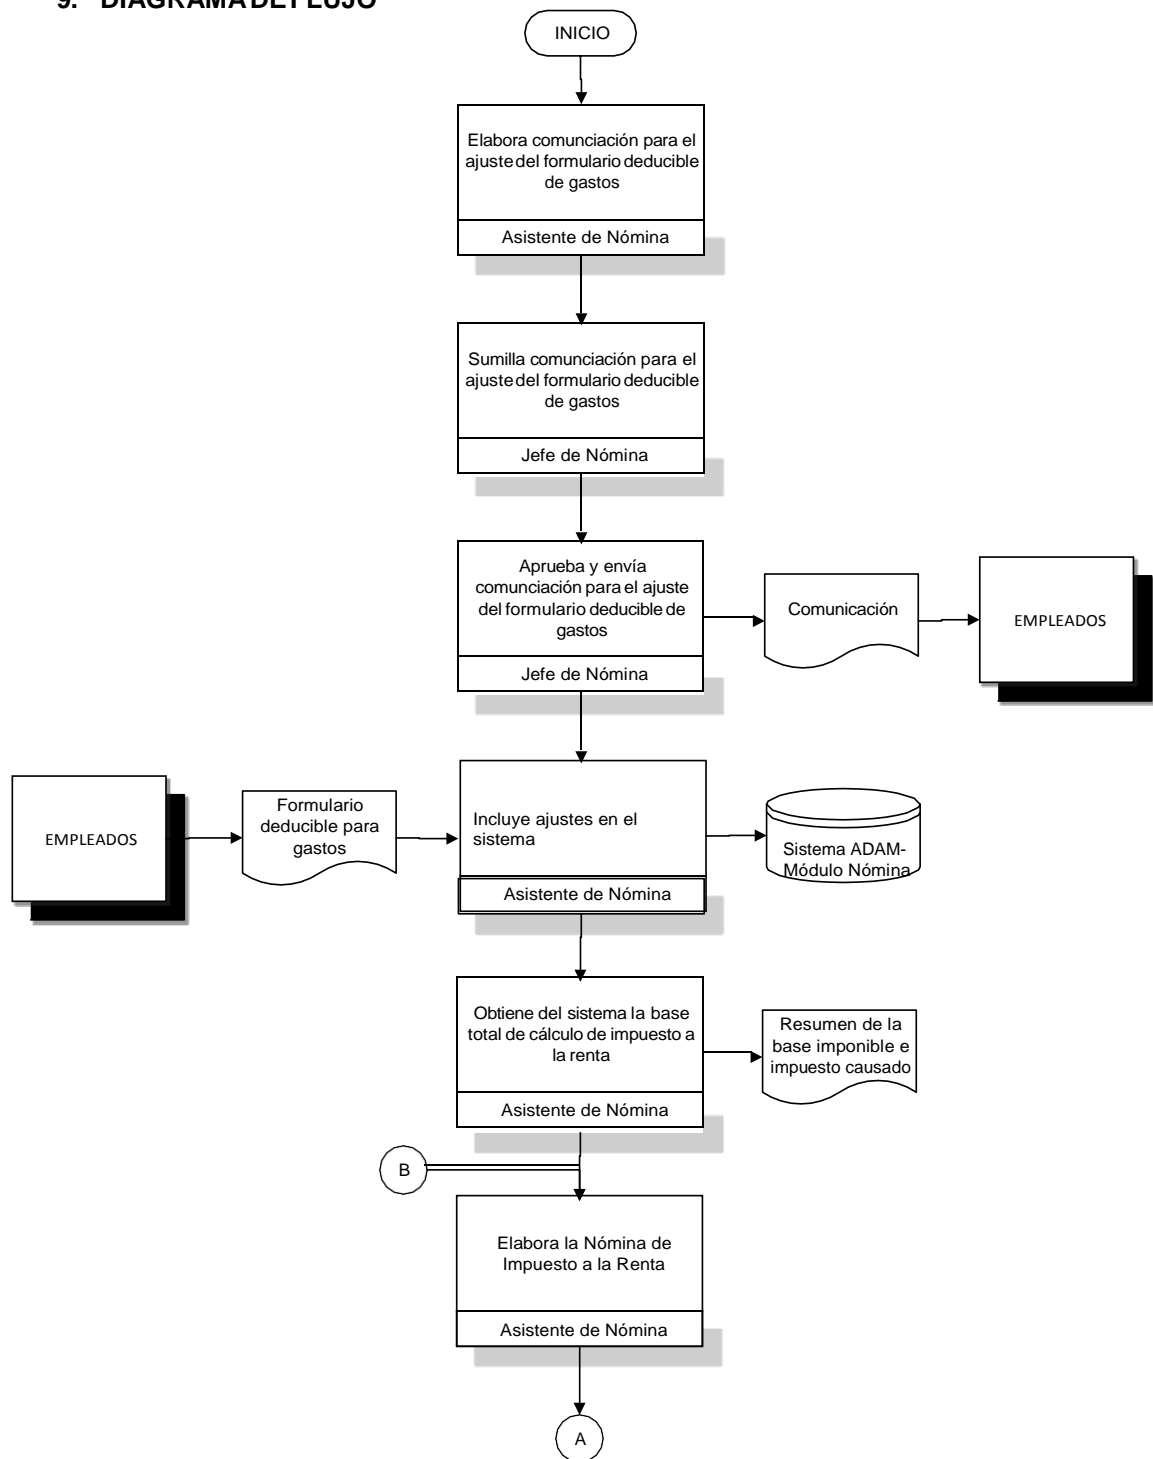 9. DIAGRAMA DE FLUJO
INICIO
Elabora comunciación para el
ajuste del formulario deducible
de gastos
Asistente de Nómina
Sumilla comunciación para el
ajuste del formulario deducible
de gastos
Jefe de Nómina
Aprueba y envía
comunciación para el ajuste
del formulario deducible de
gastos
Jefe de Nómina
Comunicación
EMPLEADOS
EMPLEADOS
Formulario
deducible para
gastos
Incluye ajustes en el
sistema
Asistente de Nómina
Sistema ADAM-
Módulo Nómina
Obtiene del sistema la base
total de cálculo de impuesto a
la renta
Asistente de Nómina
Resumen de la
base imponible e
impuesto causado
B
Elabora la Nómina de
Impuesto a la Renta
Asistente de Nómina
A